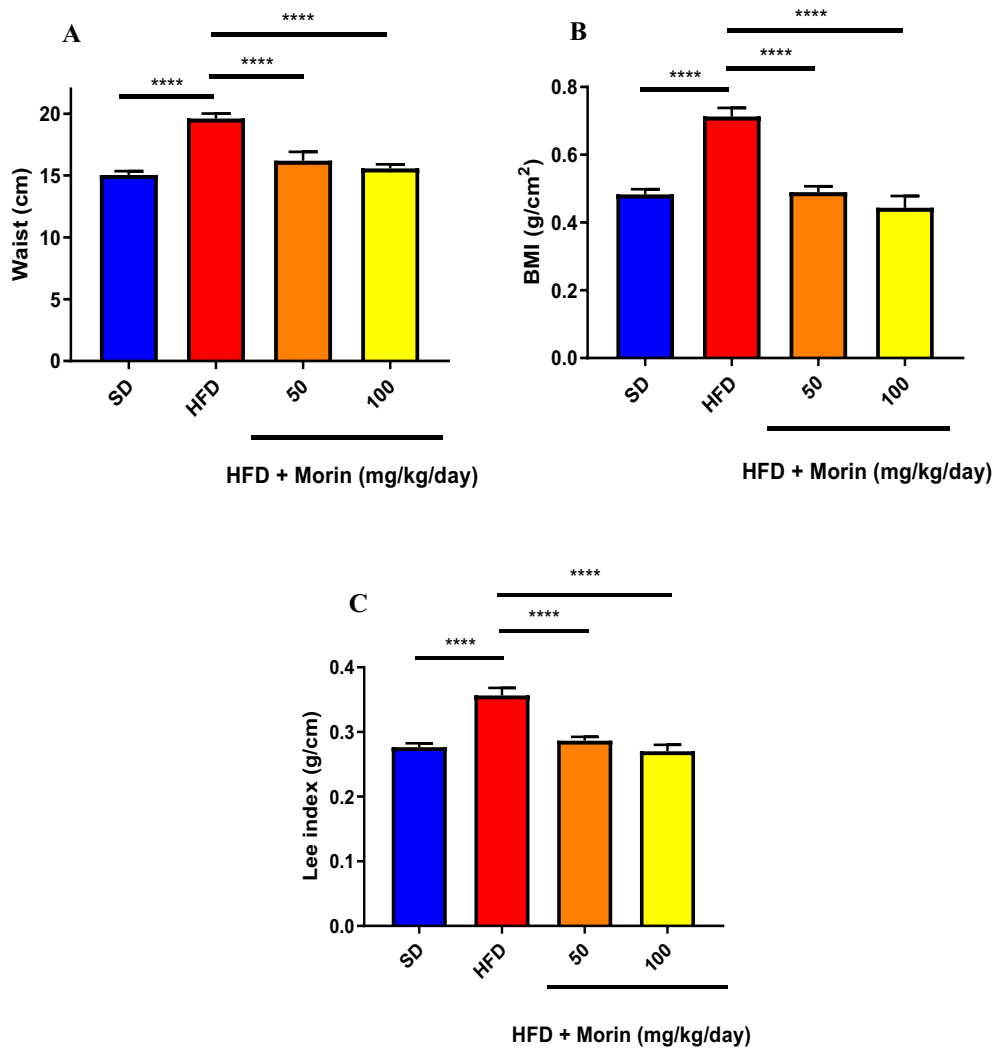 A
****
****
****
Waist (cm)
20
15
10
5
0
SD
HFD
50
100
HFD + Morin (mg/kg/day)
B
****
****
****
BMI (g/cm²)
0.8
0.6
0.4
0.2
0.0
SD
HFD
50
100
HFD + Morin (mg/kg/day)
C
****
****
****
Lee index (g/cm)
0.4
0.3
0.2
0.1
0.0
SD
HFD
50
100
HFD + Morin (mg/kg/day)